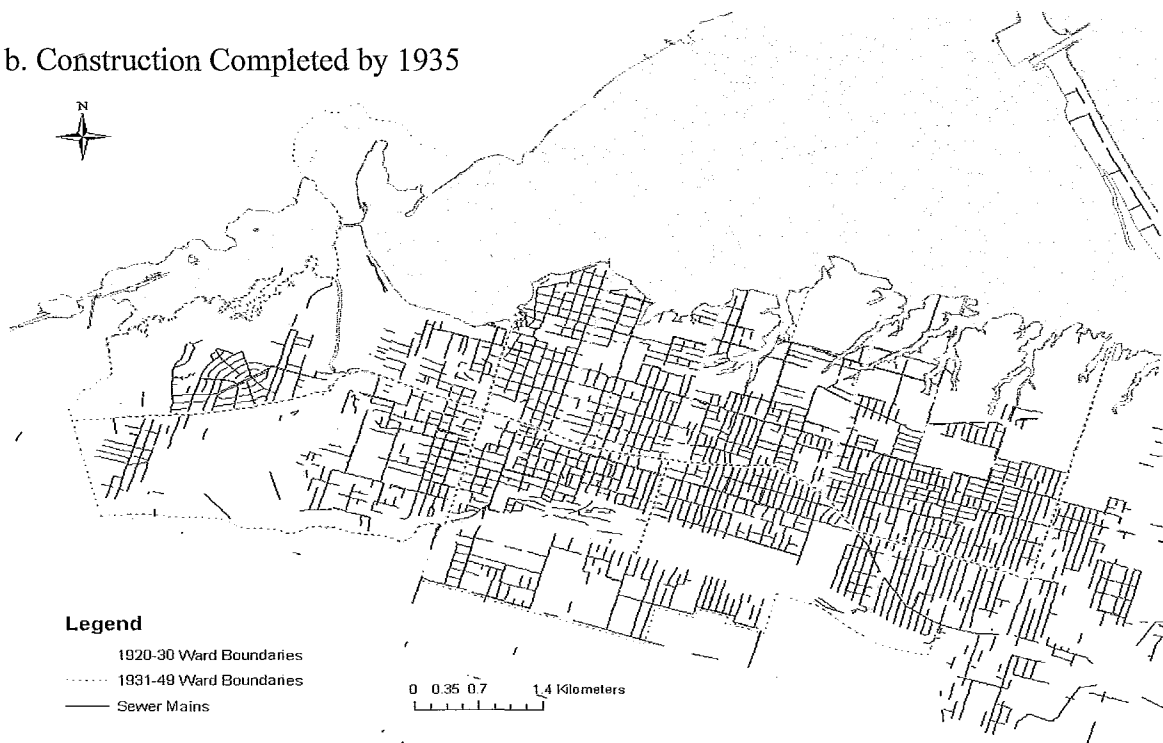 b. Construction Completed by 1935
N
Legend
1920-30 Ward Boundaries
1931-49 Ward Boundaries
Sewer Mains
0 0.35 0.7 1.4 Kilometers